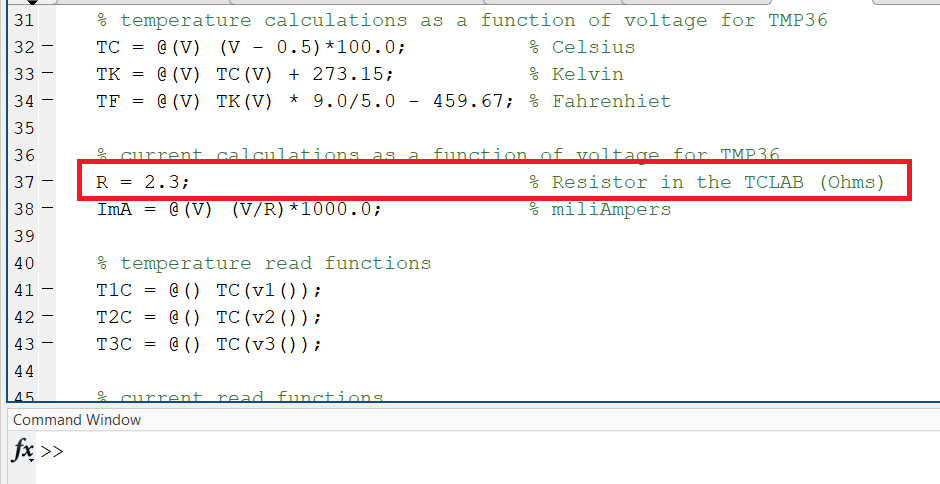 31 % temperature calculations as a function of voltage for TMP36
32 — TC = @(V) (V - 0.5)*100.0; % Celsius
33 — TK = @(V) TC(V) + 273.15; % Kelvin
34 — TF = @(V) TK(V) * 9.0/5.0 - 459.67; % Fahrenhiet
35
36 % current calculations as a function of voltage for TMP36
37 — R = 2.3; % Resistor in the TCLAB (Ohms)
38 — ImA = @(V) (V/R)*1000.0; % miliAmpers
39
40 % temperature read functions
41 — T1C = @() TC(v1());
42 — T2C = @() TC(v2());
43 — T3C = @() TC(v3());
44
45 % current read functions
Command Window
fx >>